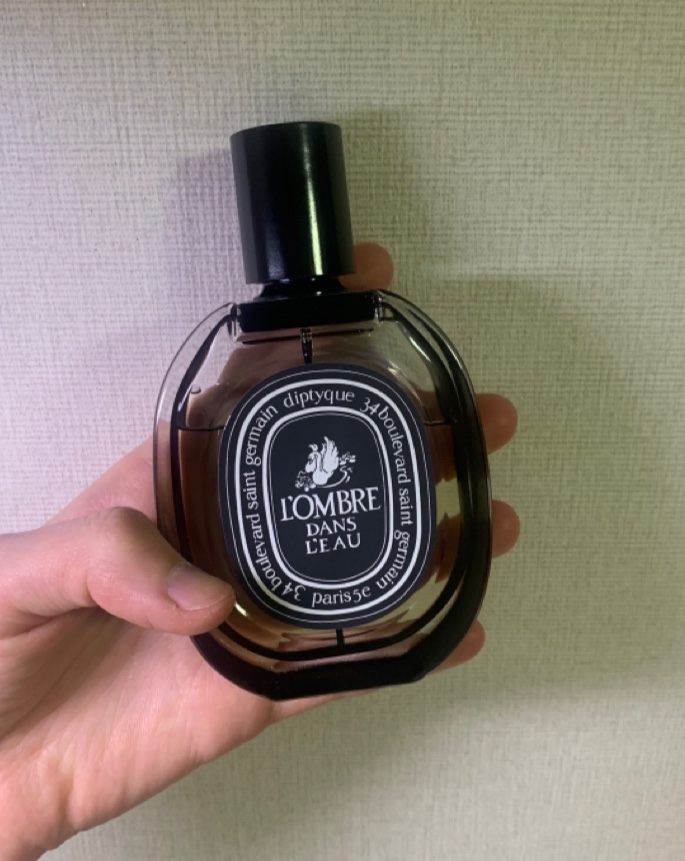 diptyque 34 boulevard saint germain paris 5e 34 boulevard saint germain
L'OMBRE
DANS
L'EAU